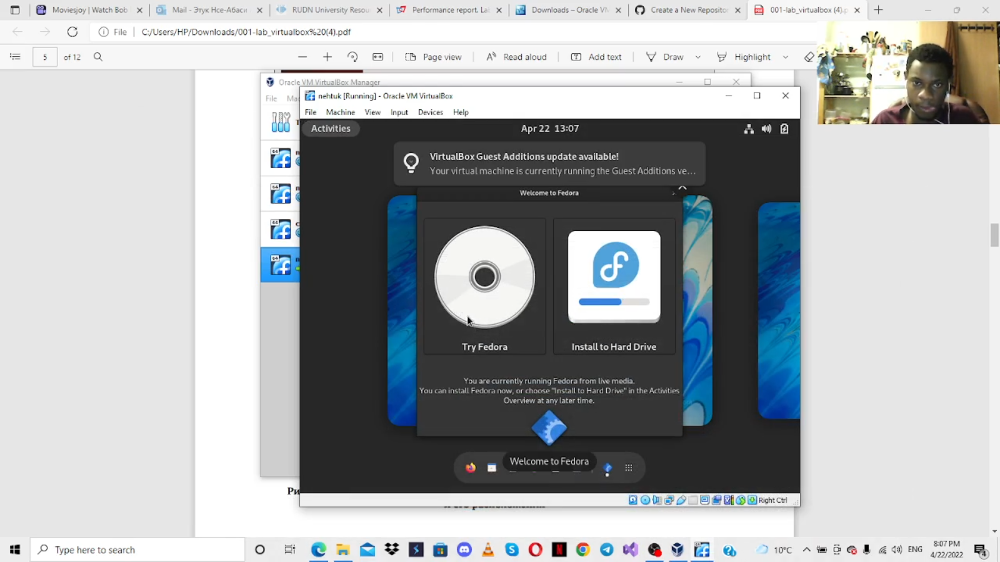 Moviesjoy | Watch Bob
Mail - Этук Нсе-Абаси
RUDN University Resou
Performance report. La
Downloads – Oracle VM
Create a New Repositor
001-lab_virtualbox (4).p
File C:/Users/HP/Downloads/001-lab_virtualbox%20(4).pdf
5 of 12 Page view Read aloud Add text Draw Highlight
Oracle VM VirtualBox Manager
File
nehtuk [Running] - Oracle VM VirtualBox
File Machine View Input Devices Help
Activities Apr 22 13:07
VirtualBox Guest Additions update available!
Your virtual machine is currently running the Guest Additions ve...
Welcome to Fedora
Try Fedora Install to Hard Drive
You are currently running Fedora from live media.
You can install Fedora now, or choose "Install to Hard Drive" in the Activities
Overview at any later time.
Welcome to Fedora
Right Ctrl
Type here to search
10°C ENG
8:07 PM
4/22/2022
4